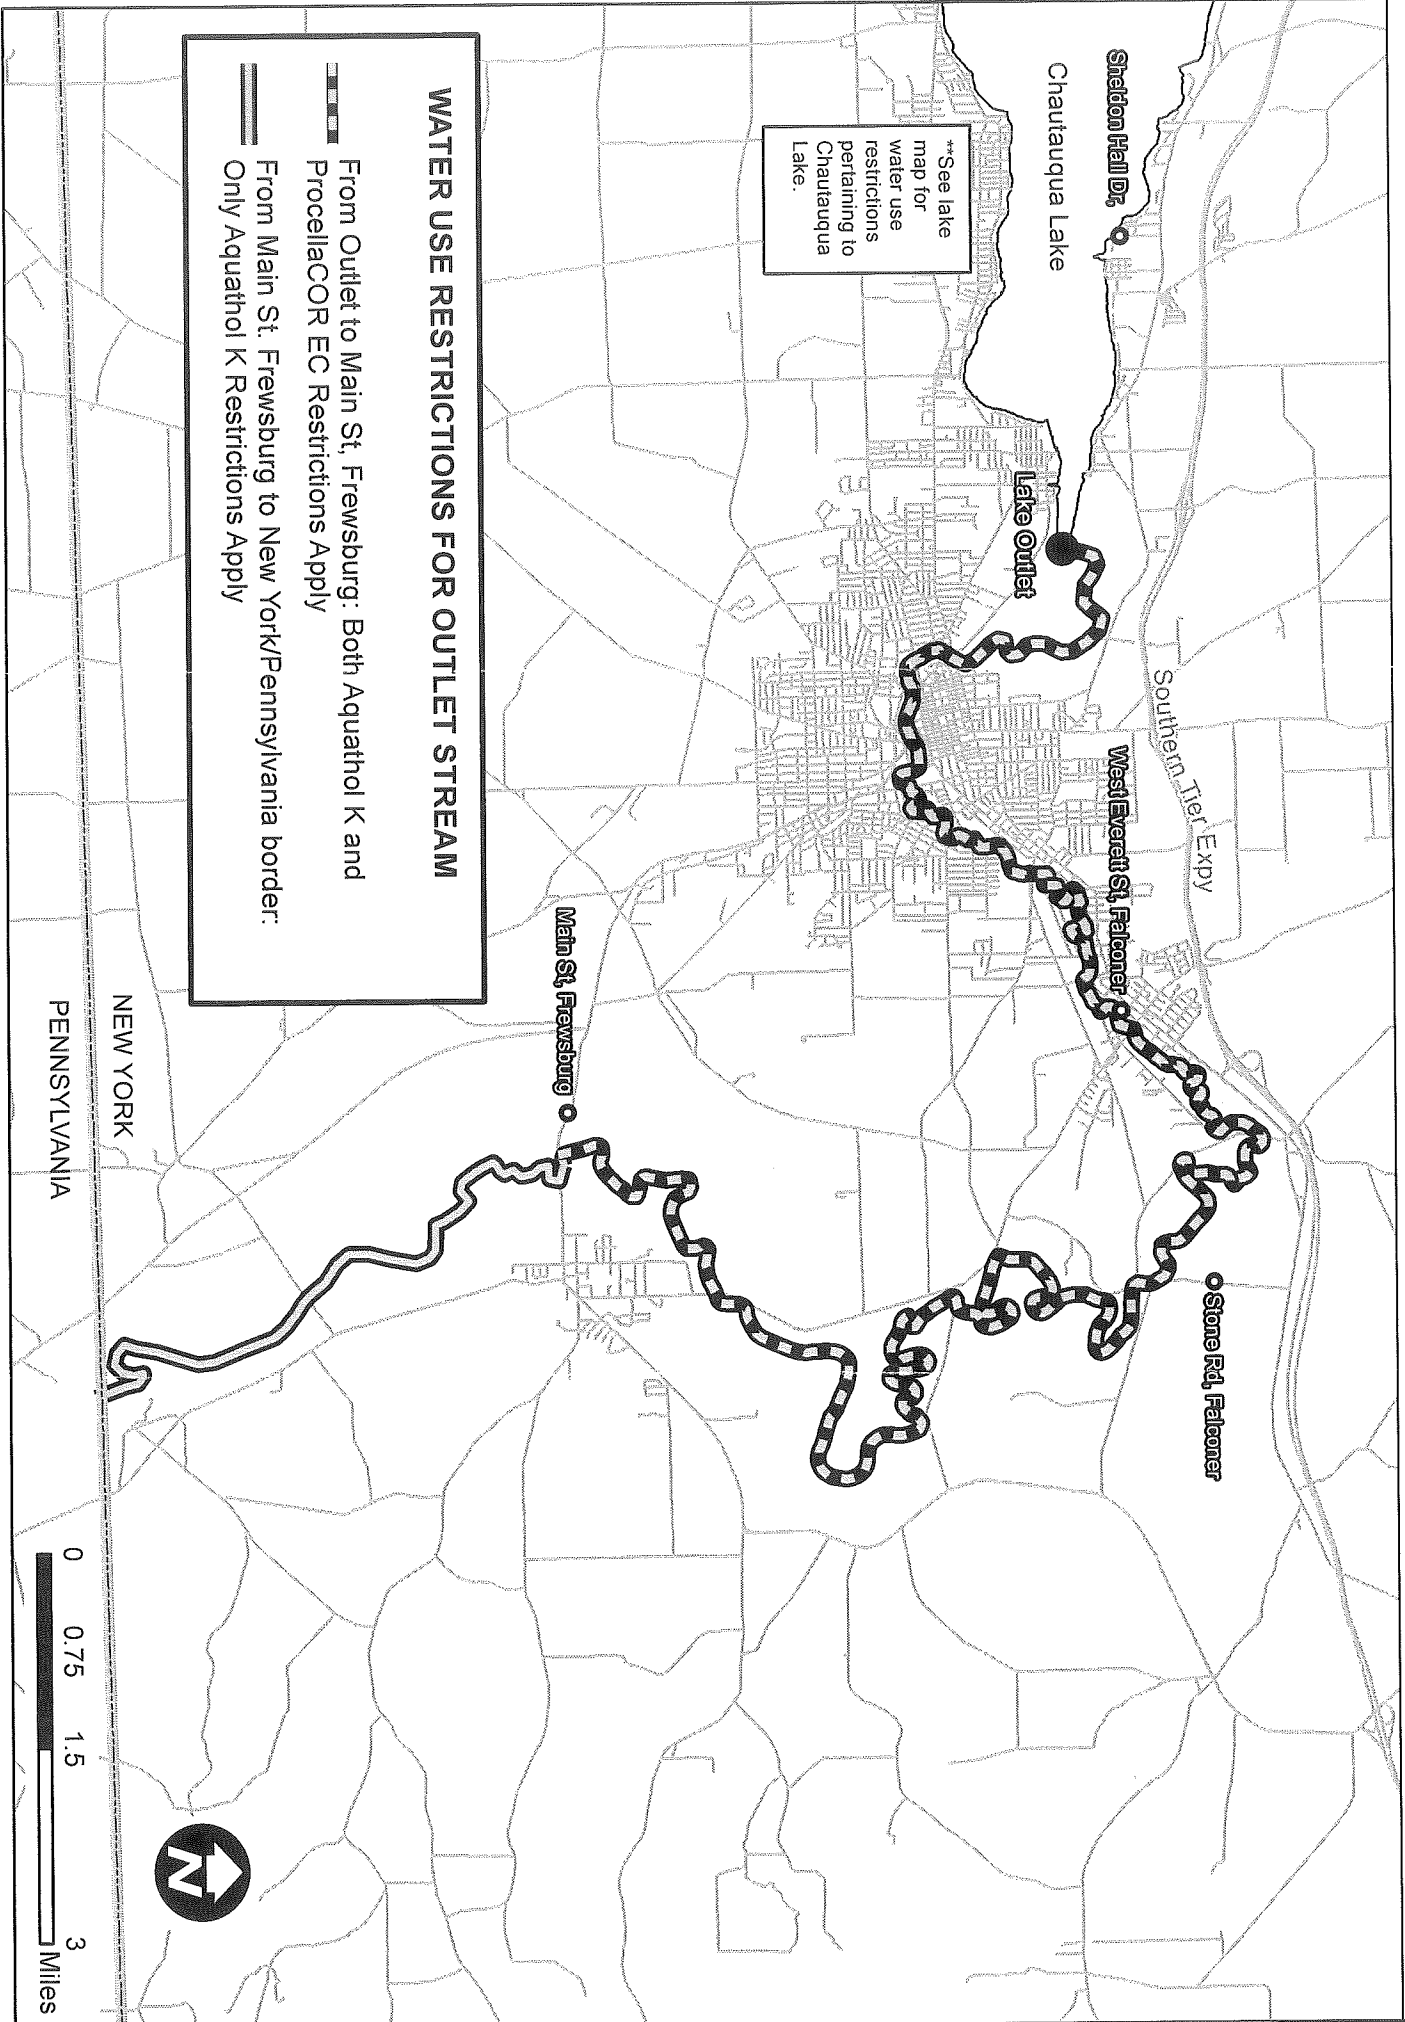 Sheldon Hall Dr,
Chautauqua Lake
**See lake
map for
water use
restrictions
pertaining to
Chautauqua
Lake.
Lake Outlet
Southern Tier Expy
West Everett St, Falconer
Stone Rd, Falconer
Main St, Frewsburg
WATER USE RESTRICTIONS FOR OUTLET STREAM
From Outlet to Main St, Frewsburg: Both Aquathol K and
ProcellaCOR EC Restrictions Apply
From Main St. Frewsburg to New York/Pennsylvania border:
Only Aquathol K Restrictions Apply
NEW YORK
PENNSYLVANIA
N
0 0.75 1.5 3
Miles